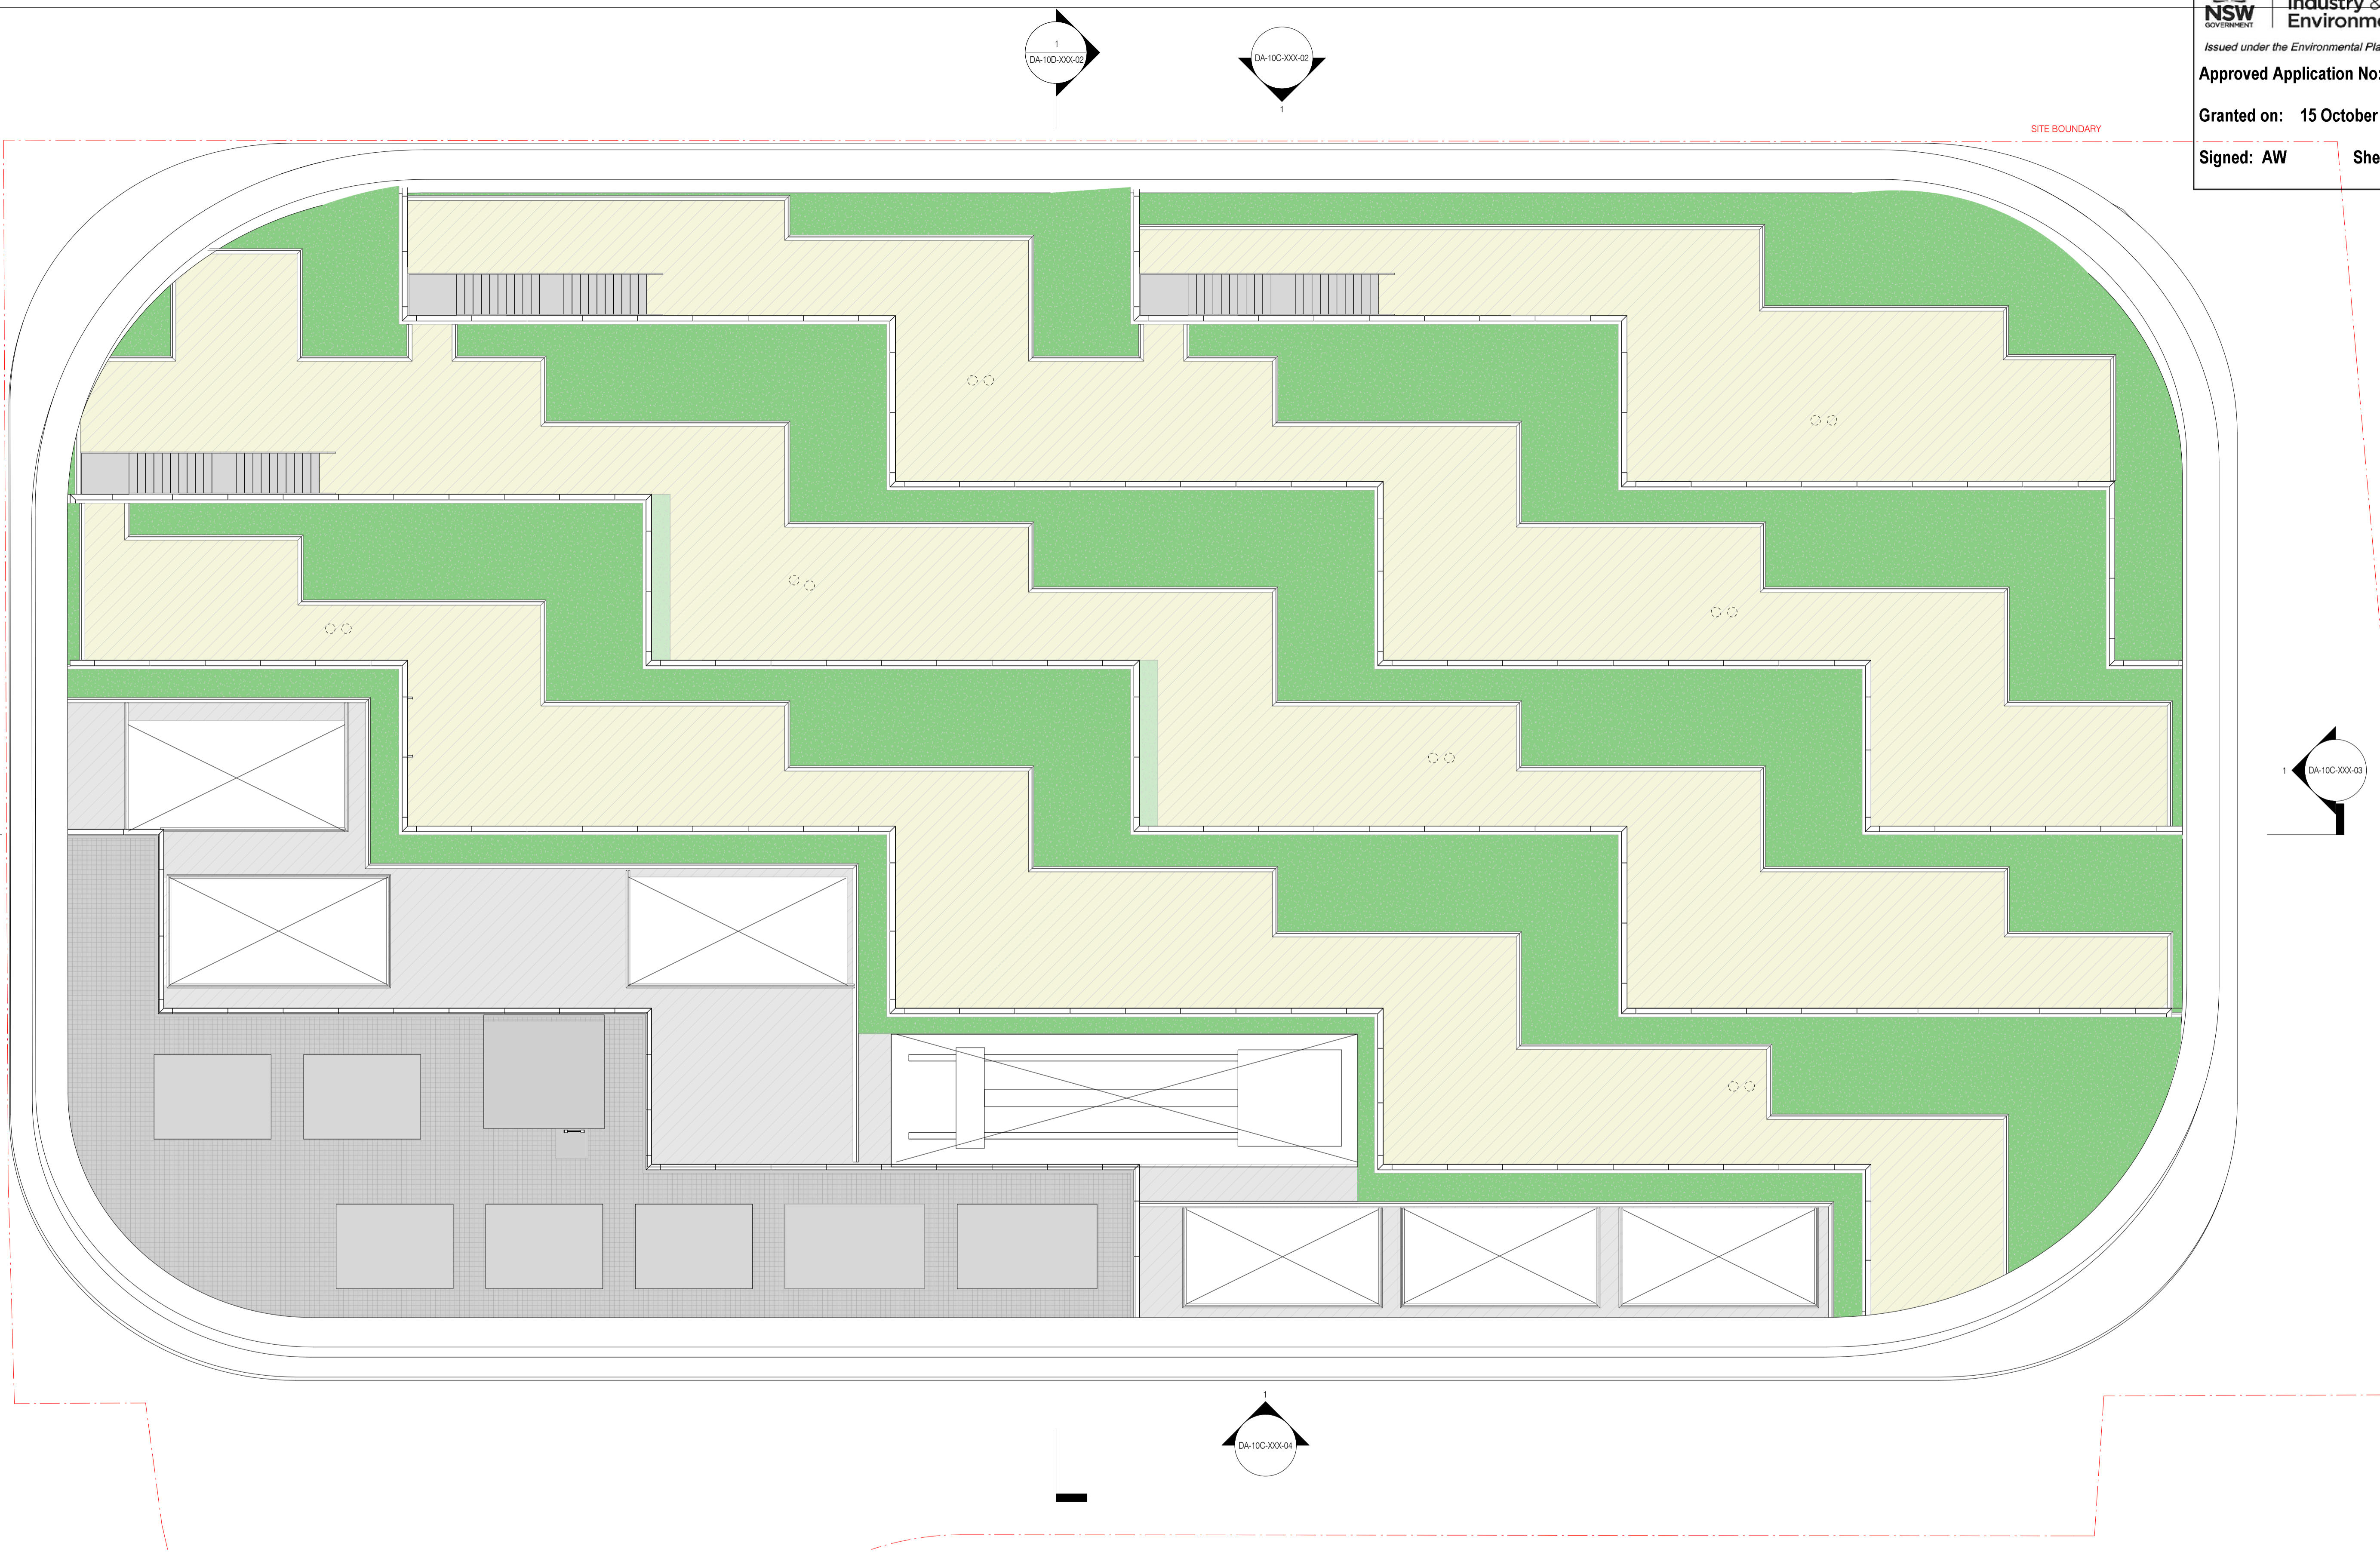 NSW
GOVERNMENT
Industry &
Environme
Issued under the Environmental Pla
Approved Application No:
Granted on: 15 October
Signed: AW She
1
DA-10D-XXX-02
DA-10C-XXX-02
1
SITE BOUNDARY
1
DA-10C-XXX-03
1
DA-10C-XXX-04